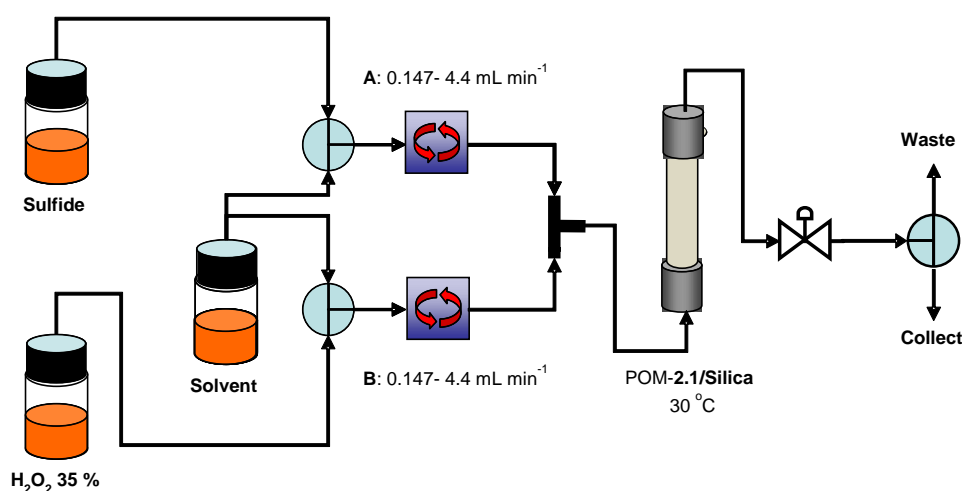 A: 0.147- 4.4 mL min⁻¹
Sulfide
Waste
Solvent
B: 0.147- 4.4 mL min⁻¹
Collect
POM-2.1/Silica
30 °C
H₂O₂ 35 %